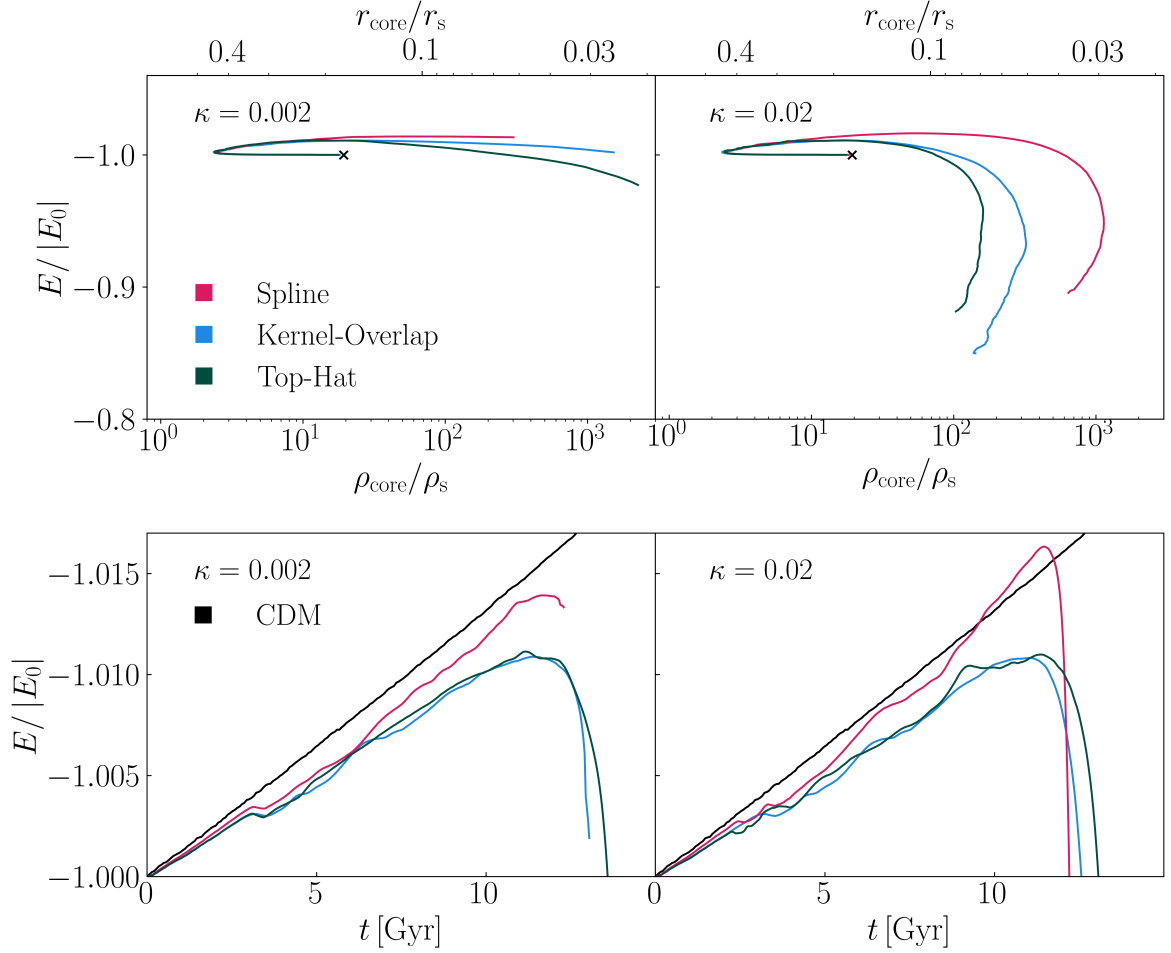 r_core/r_s
r_core/r_s
0.4 0.1 0.03
0.4 0.1 0.03
κ = 0.002
κ = 0.02
−1.0
−0.9
−0.8
E/ |E_0|
Spline
Kernel-Overlap
Top-Hat
10^0 10^1 10^2 10^3
10^0 10^1 10^2 10^3
ρ_core/ρ_s
ρ_core/ρ_s
κ = 0.002
κ = 0.02
CDM
−1.015
−1.010
−1.005
−1.000
E/ |E_0|
0 5 10
0 5 10
t [Gyr]
t [Gyr]